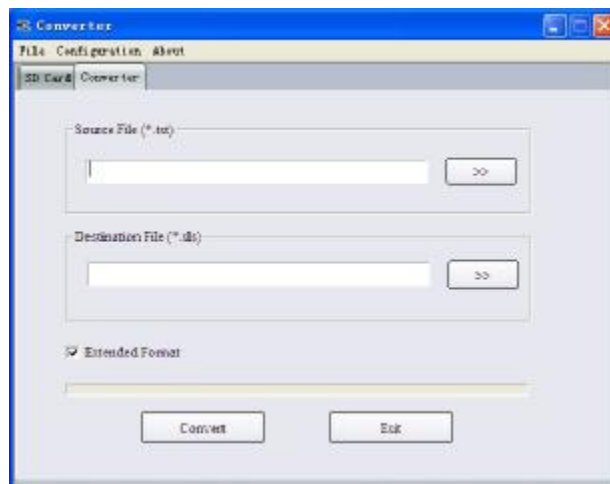 Converter
File Configuration About
SD Card Converter
Source File (*.txt)
>>
Destination File (*.xls)
>>
Extended Format
Convert Exit